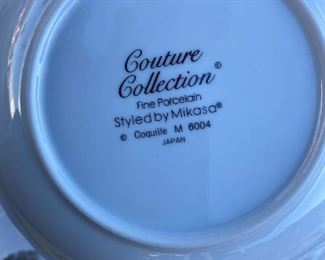 Couture ©
Collection
Fine Porcelain
Styled by Mikasa®
© Coquille M 6004
JAPAN